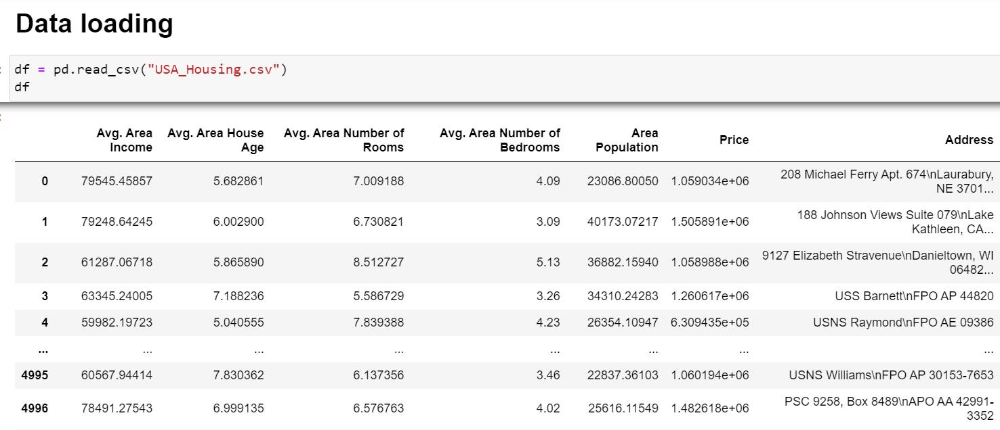 Data loading
df = pd.read_csv("USA_Housing.csv")
df
Avg. Area Income Avg. Area House Age Avg. Area Number of Rooms Avg. Area Number of Bedrooms Area Population Price Address
0 79545.45857 5.682861 7.009188 4.09 23086.80050 1.059034e+06 208 Michael Ferry Apt. 674\nLaurabury, NE 3701...
1 79248.64245 6.002900 6.730821 3.09 40173.07217 1.505891e+06 188 Johnson Views Suite 079\nLake Kathleen, CA...
2 61287.06718 5.865890 8.512727 5.13 36882.15940 1.058988e+06 9127 Elizabeth Stravenue\nDanieltown, WI 06482...
3 63345.24005 7.188236 5.586729 3.26 34310.24283 1.260617e+06 USS Barnett\nFPO AP 44820
4 59982.19723 5.040555 7.839388 4.23 26354.10947 6.309435e+05 USNS Raymond\nFPO AE 09386
... ... ... ... ... ... ... ...
4995 60567.94414 7.830362 6.137356 3.46 22837.36103 1.060194e+06 USNS Williams\nFPO AP 30153-7653
4996 78491.27543 6.999135 6.576763 4.02 25616.11549 1.482618e+06 PSC 9258, Box 8489\nAPO AA 42991-3352